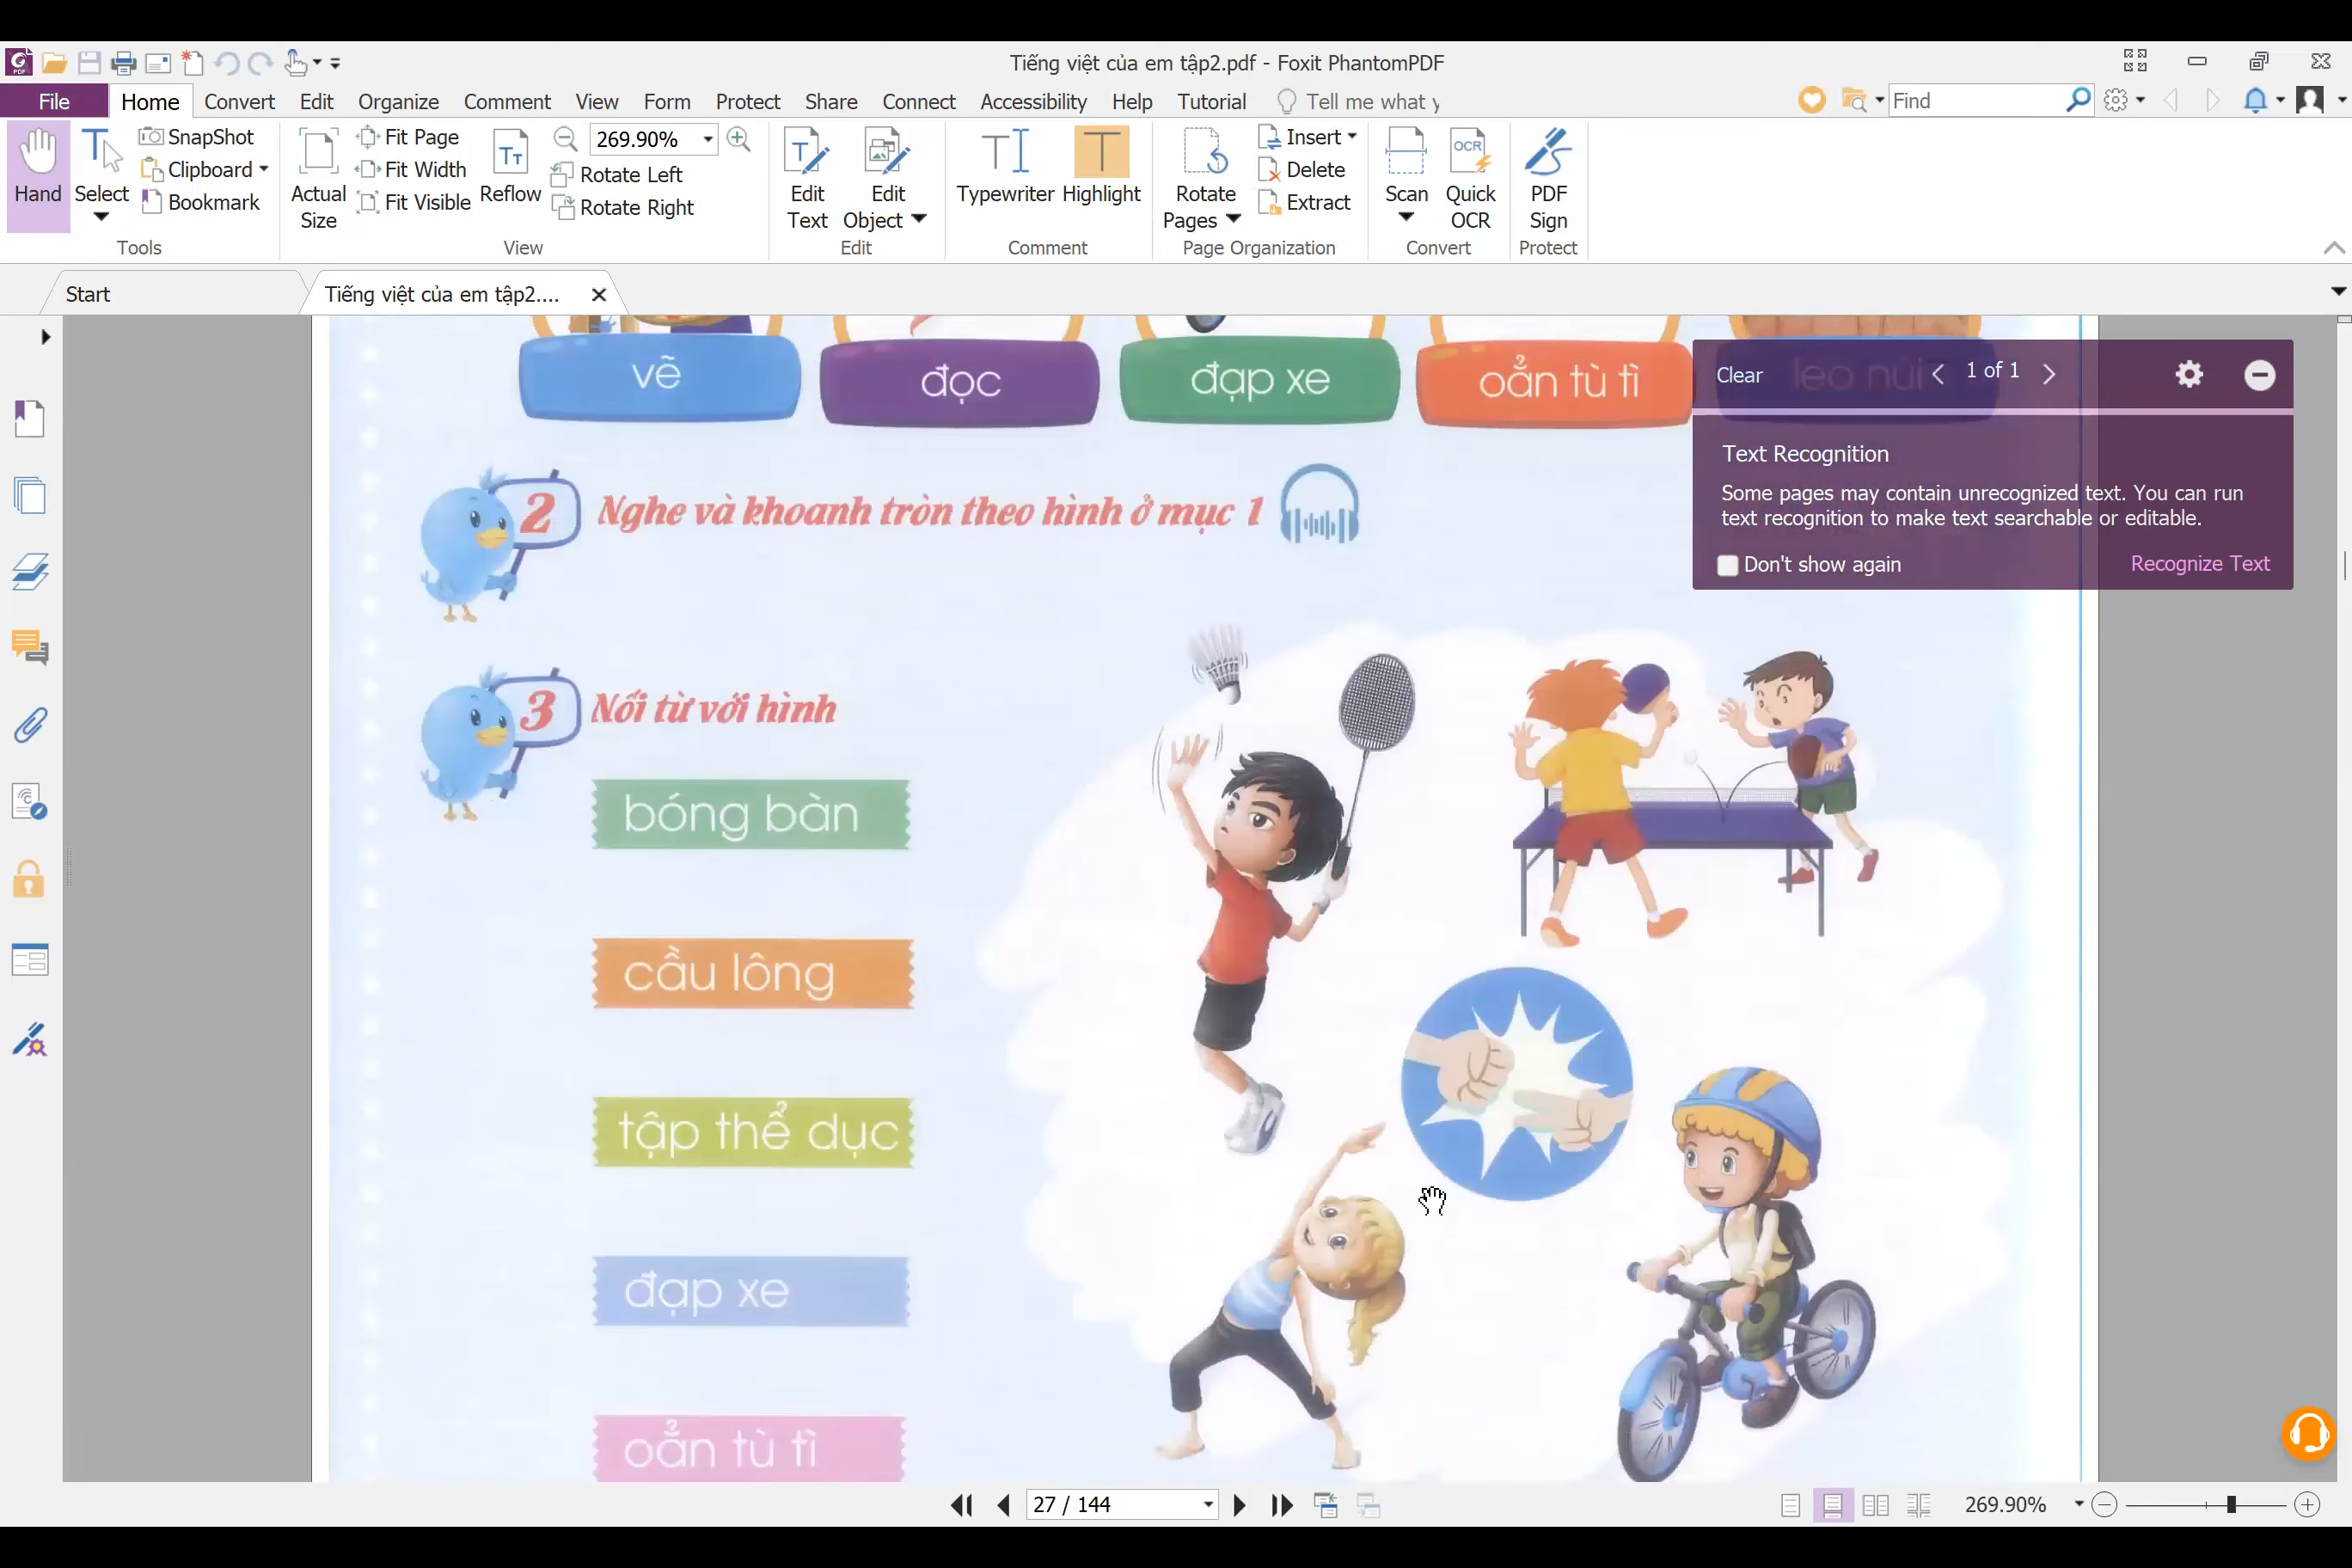 Tiếng việt của em tập2.pdf - Foxit PhantomPDF
File Home Convert Edit Organize Comment View Form Protect Share Connect Accessibility Help Tutorial Tell me what y Find
Hand Select SnapShot Clipboard Bookmark
Tools
Actual Size Fit Page Fit Width Fit Visible Reflow 269.90% Rotate Left Rotate Right
View
Edit Text Edit Object
Edit
Typewriter Highlight
Comment
Rotate Pages Insert Delete Extract
Page Organization
Scan Quick OCR
Convert
PDF Sign
Protect
Start Tiếng việt của em tập2....
vẽ đọc đạp xe oẳn tù tì leo núi
Clear 1 of 1
Text Recognition
Some pages may contain unrecognized text. You can run
text recognition to make text searchable or editable.
Don't show again Recognize Text
2 Nghe và khoanh tròn theo hình ở mục 1
3 Nối từ với hình
bóng bàn
cầu lông
tập thể dục
đạp xe
oẳn tù tì
27 / 144 269.90%